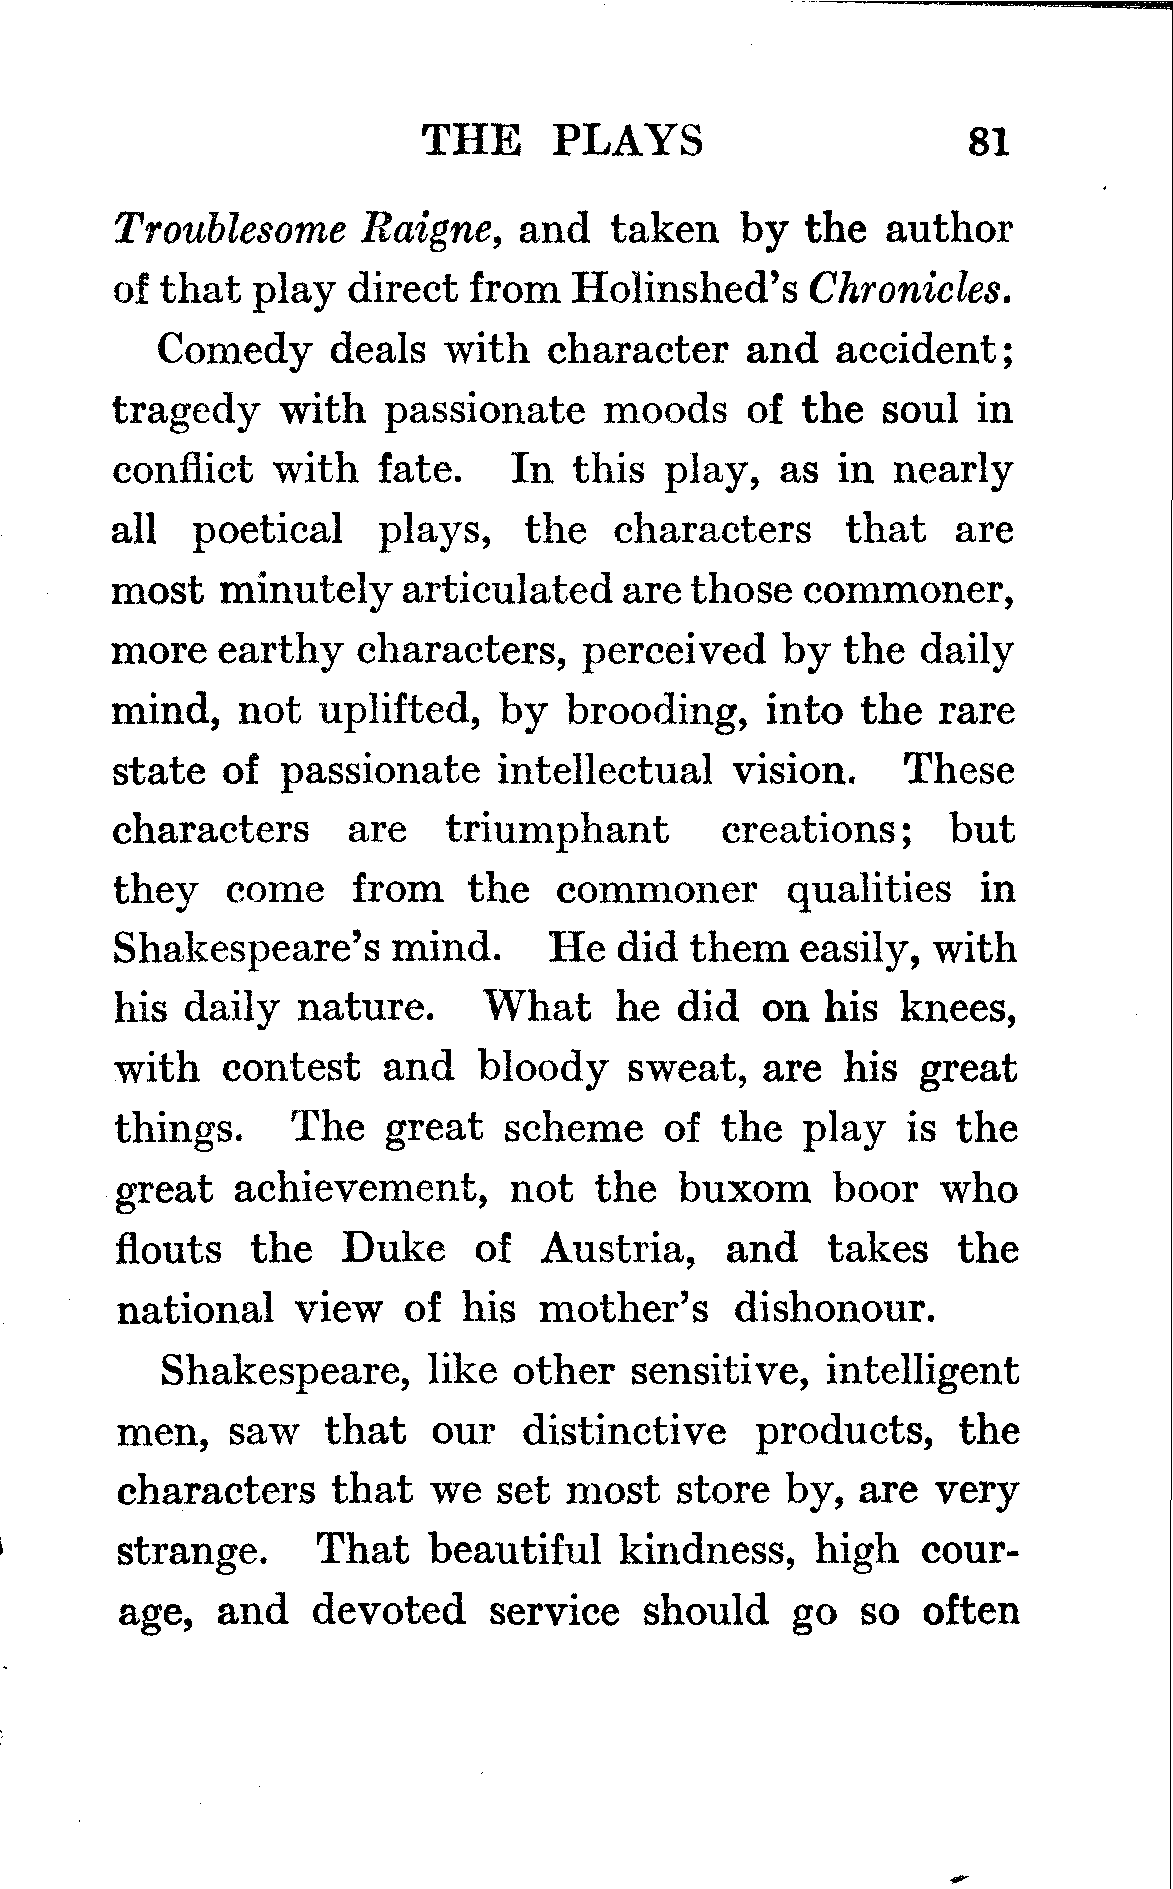 THE PLAYS 81
Troublesome Raigne, and taken by the author
of that play direct from Holinshed's Chronicles.
Comedy deals with character and accident;
tragedy with passionate moods of the soul in
conflict with fate. In this play, as in nearly
all poetical plays, the characters that are
most minutely articulated are those commoner,
more earthy characters, perceived by the daily
mind, not uplifted, by brooding, into the rare
state of passionate intellectual vision. These
characters are triumphant creations; but
they come from the commoner qualities in
Shakespeare's mind. He did them easily, with
his daily nature. What he did on his knees,
with contest and bloody sweat, are his great
things. The great scheme of the play is the
great achievement, not the buxom boor who
flouts the Duke of Austria, and takes the
national view of his mother's dishonour.
Shakespeare, like other sensitive, intelligent
men, saw that our distinctive products, the
characters that we set most store by, are very
strange. That beautiful kindness, high cour-
age, and devoted service should go so often